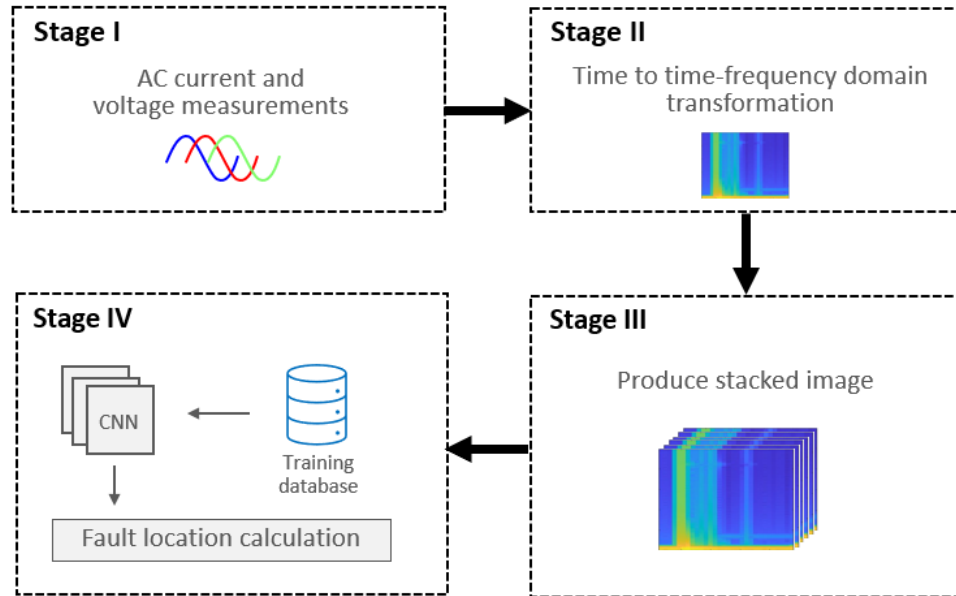 Stage I
AC current and
voltage measurements
Stage II
Time to time-frequency domain
transformation
Stage III
Produce stacked image
Stage IV
CNN
Training
database
Fault location calculation